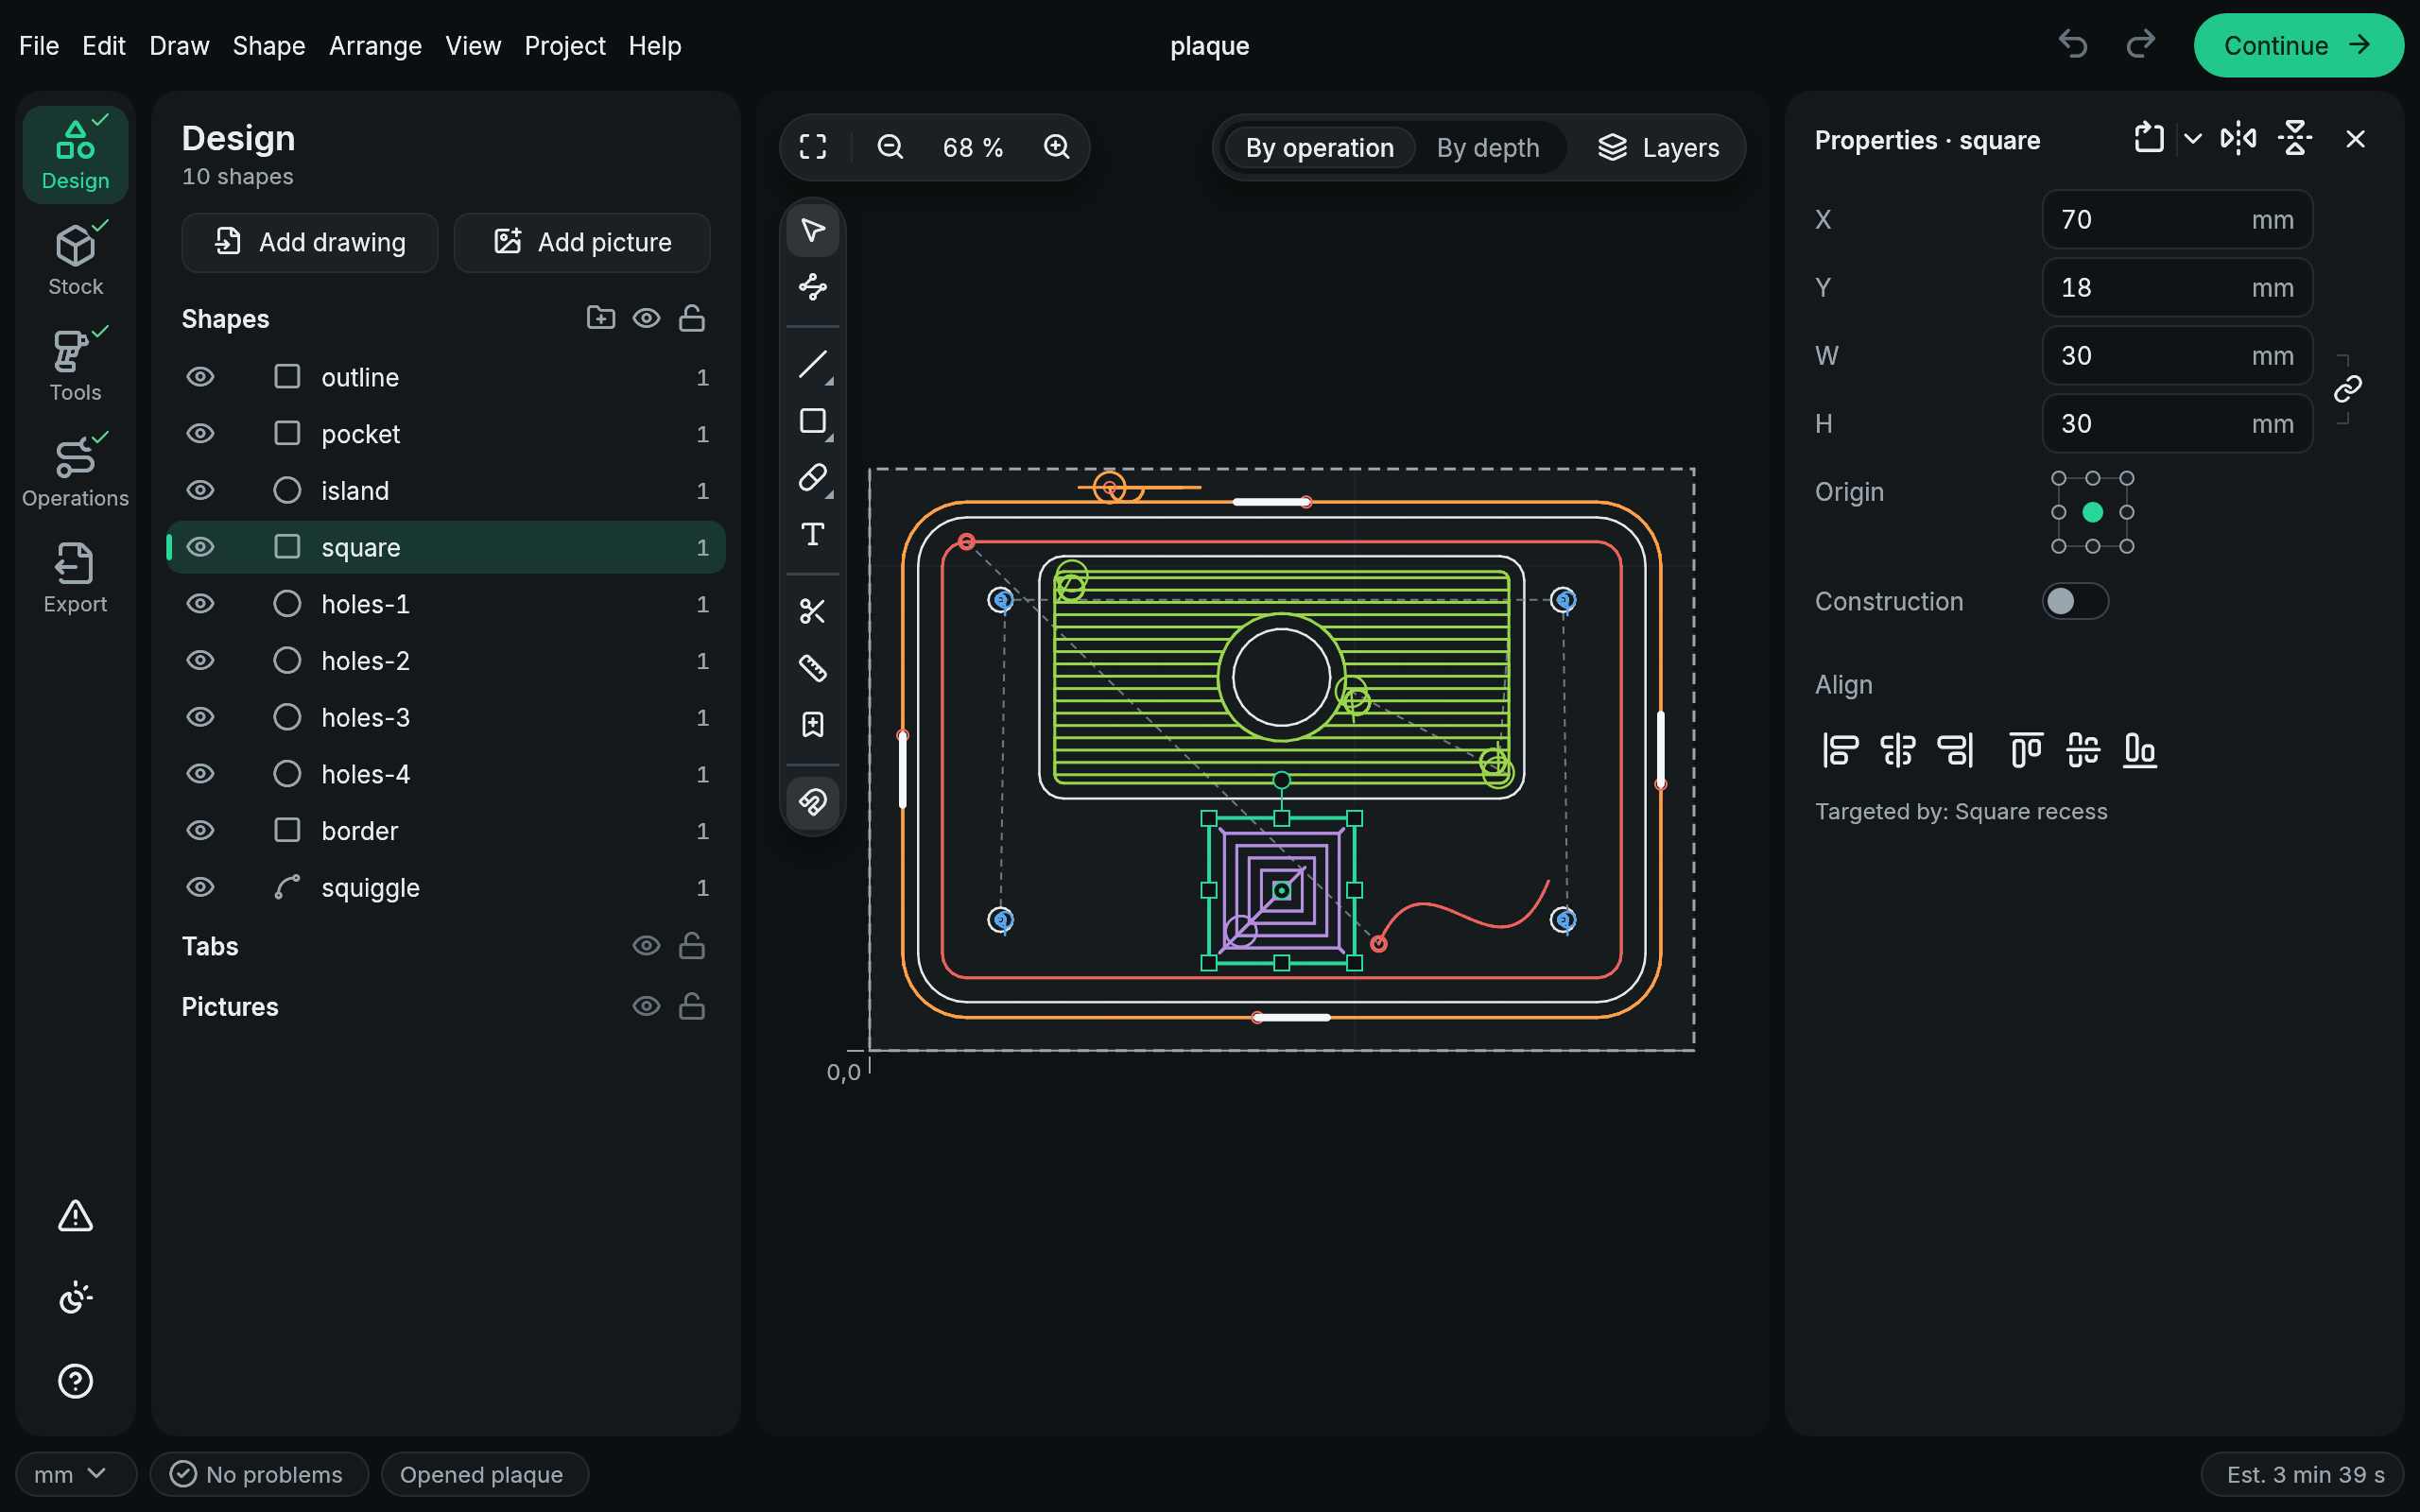 File Edit Draw Shape Arrange View Project Help
plaque
Continue
Design
Stock
Tools
Operations
Export
Design
10 shapes
Add drawing
Add picture
Shapes
outline 1
pocket 1
island 1
square 1
holes-1 1
holes-2 1
holes-3 1
holes-4 1
border 1
squiggle 1
Tabs
Pictures
68 %
By operation
By depth
Layers
0,0
Properties · square
X 70 mm
Y 18 mm
W 30 mm
H 30 mm
Origin
Construction
Align
Targeted by: Square recess
mm
No problems
Opened plaque
Est. 3 min 39 s